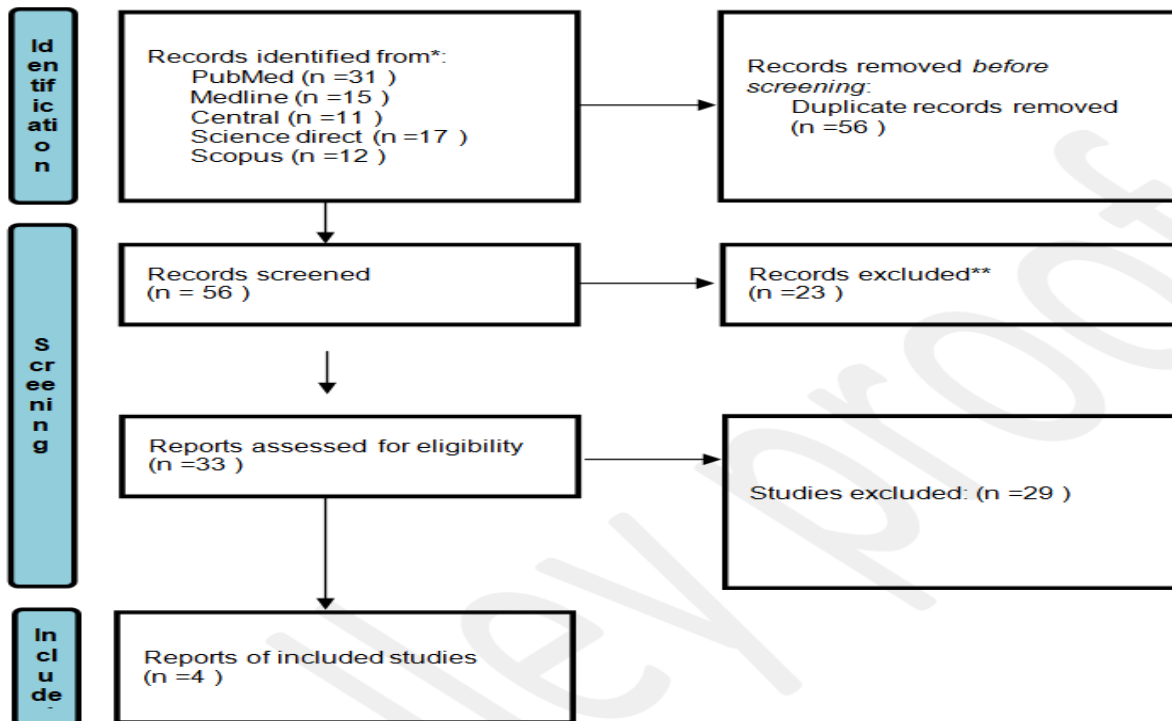 Id
en
tif
ic
ati
o
n
Records identified from*:
PubMed (n =31 )
Medline (n =15 )
Central (n =11 )
Science direct (n =17 )
Scopus (n =12 )
Records removed before
screening:
Duplicate records removed
(n =56 )
S
cr
ee
ni
n
g
Records screened
(n = 56 )
Records excluded**
(n =23 )
Reports assessed for eligibility
(n =33 )
Studies excluded: (n =29 )
In
cl
u
de
Reports of included studies
(n =4 )
lley proof